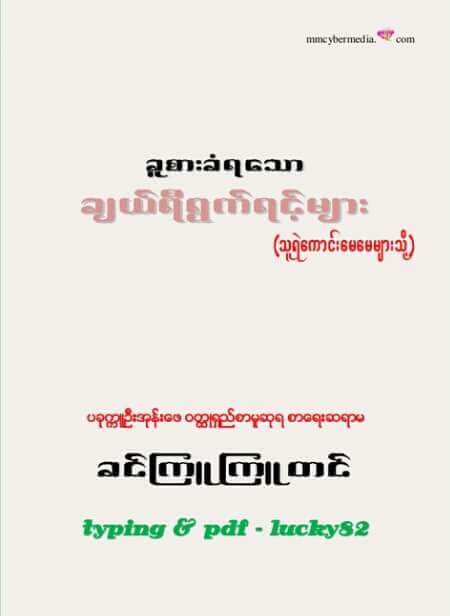 mmcybermedia. com
ခူစားခံရသော
ချယ်ရီရွက်ရင့်များ
(သူရဲကောင်းမေမေများသို့)
ပခုက္ကူဦးအုန်းဖေ ဝတ္ထုရှည်စာမူဆုရ စာရေးဆရာမ
ခင်ကြူကြူတင်
typing & pdf - lucky82